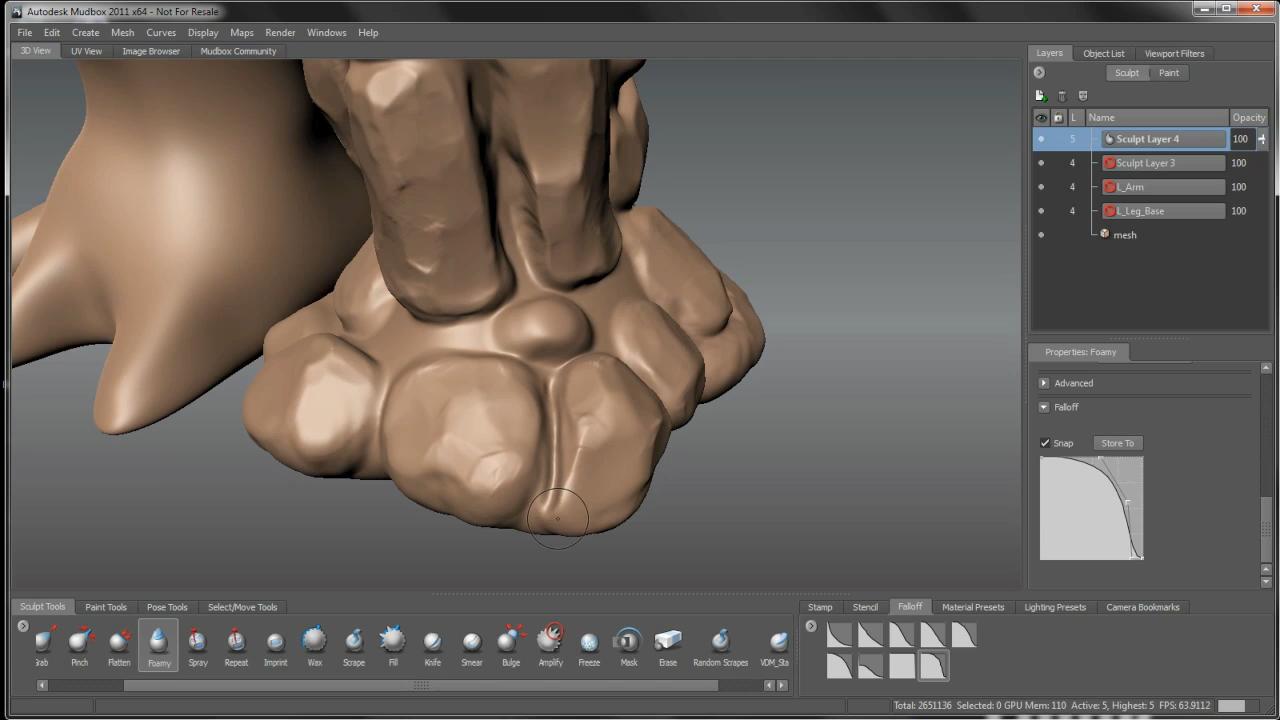 Autodesk Mudbox 2011 x64 - Not For Resale
File Edit Create Mesh Curves Display Maps Render Windows Help
3D View UV View Image Browser Mudbox Community
Layers Object List Viewport Filters
Sculpt Paint
L Name Opacity
5 Sculpt Layer 4 100
4 Sculpt Layer 3 100
4 L_Arm 100
4 L_Leg_Base 100
mesh
Properties: Foamy
Advanced
Falloff
Snap Store To
Sculpt Tools Paint Tools Pose Tools Select/Move Tools
Stamp Stencil Falloff Material Presets Lighting Presets Camera Bookmarks
Grab Pinch Flatten Foamy Spray Repeat Imprint Wax Scrape Fill Knife Smear Bulge Amplify Freeze Mask Erase Random Scrapes VDM_Sta
Total: 2651136 Selected: 0 GPU Mem: 110 Active: 5, Highest: 5 FPS: 63.9112